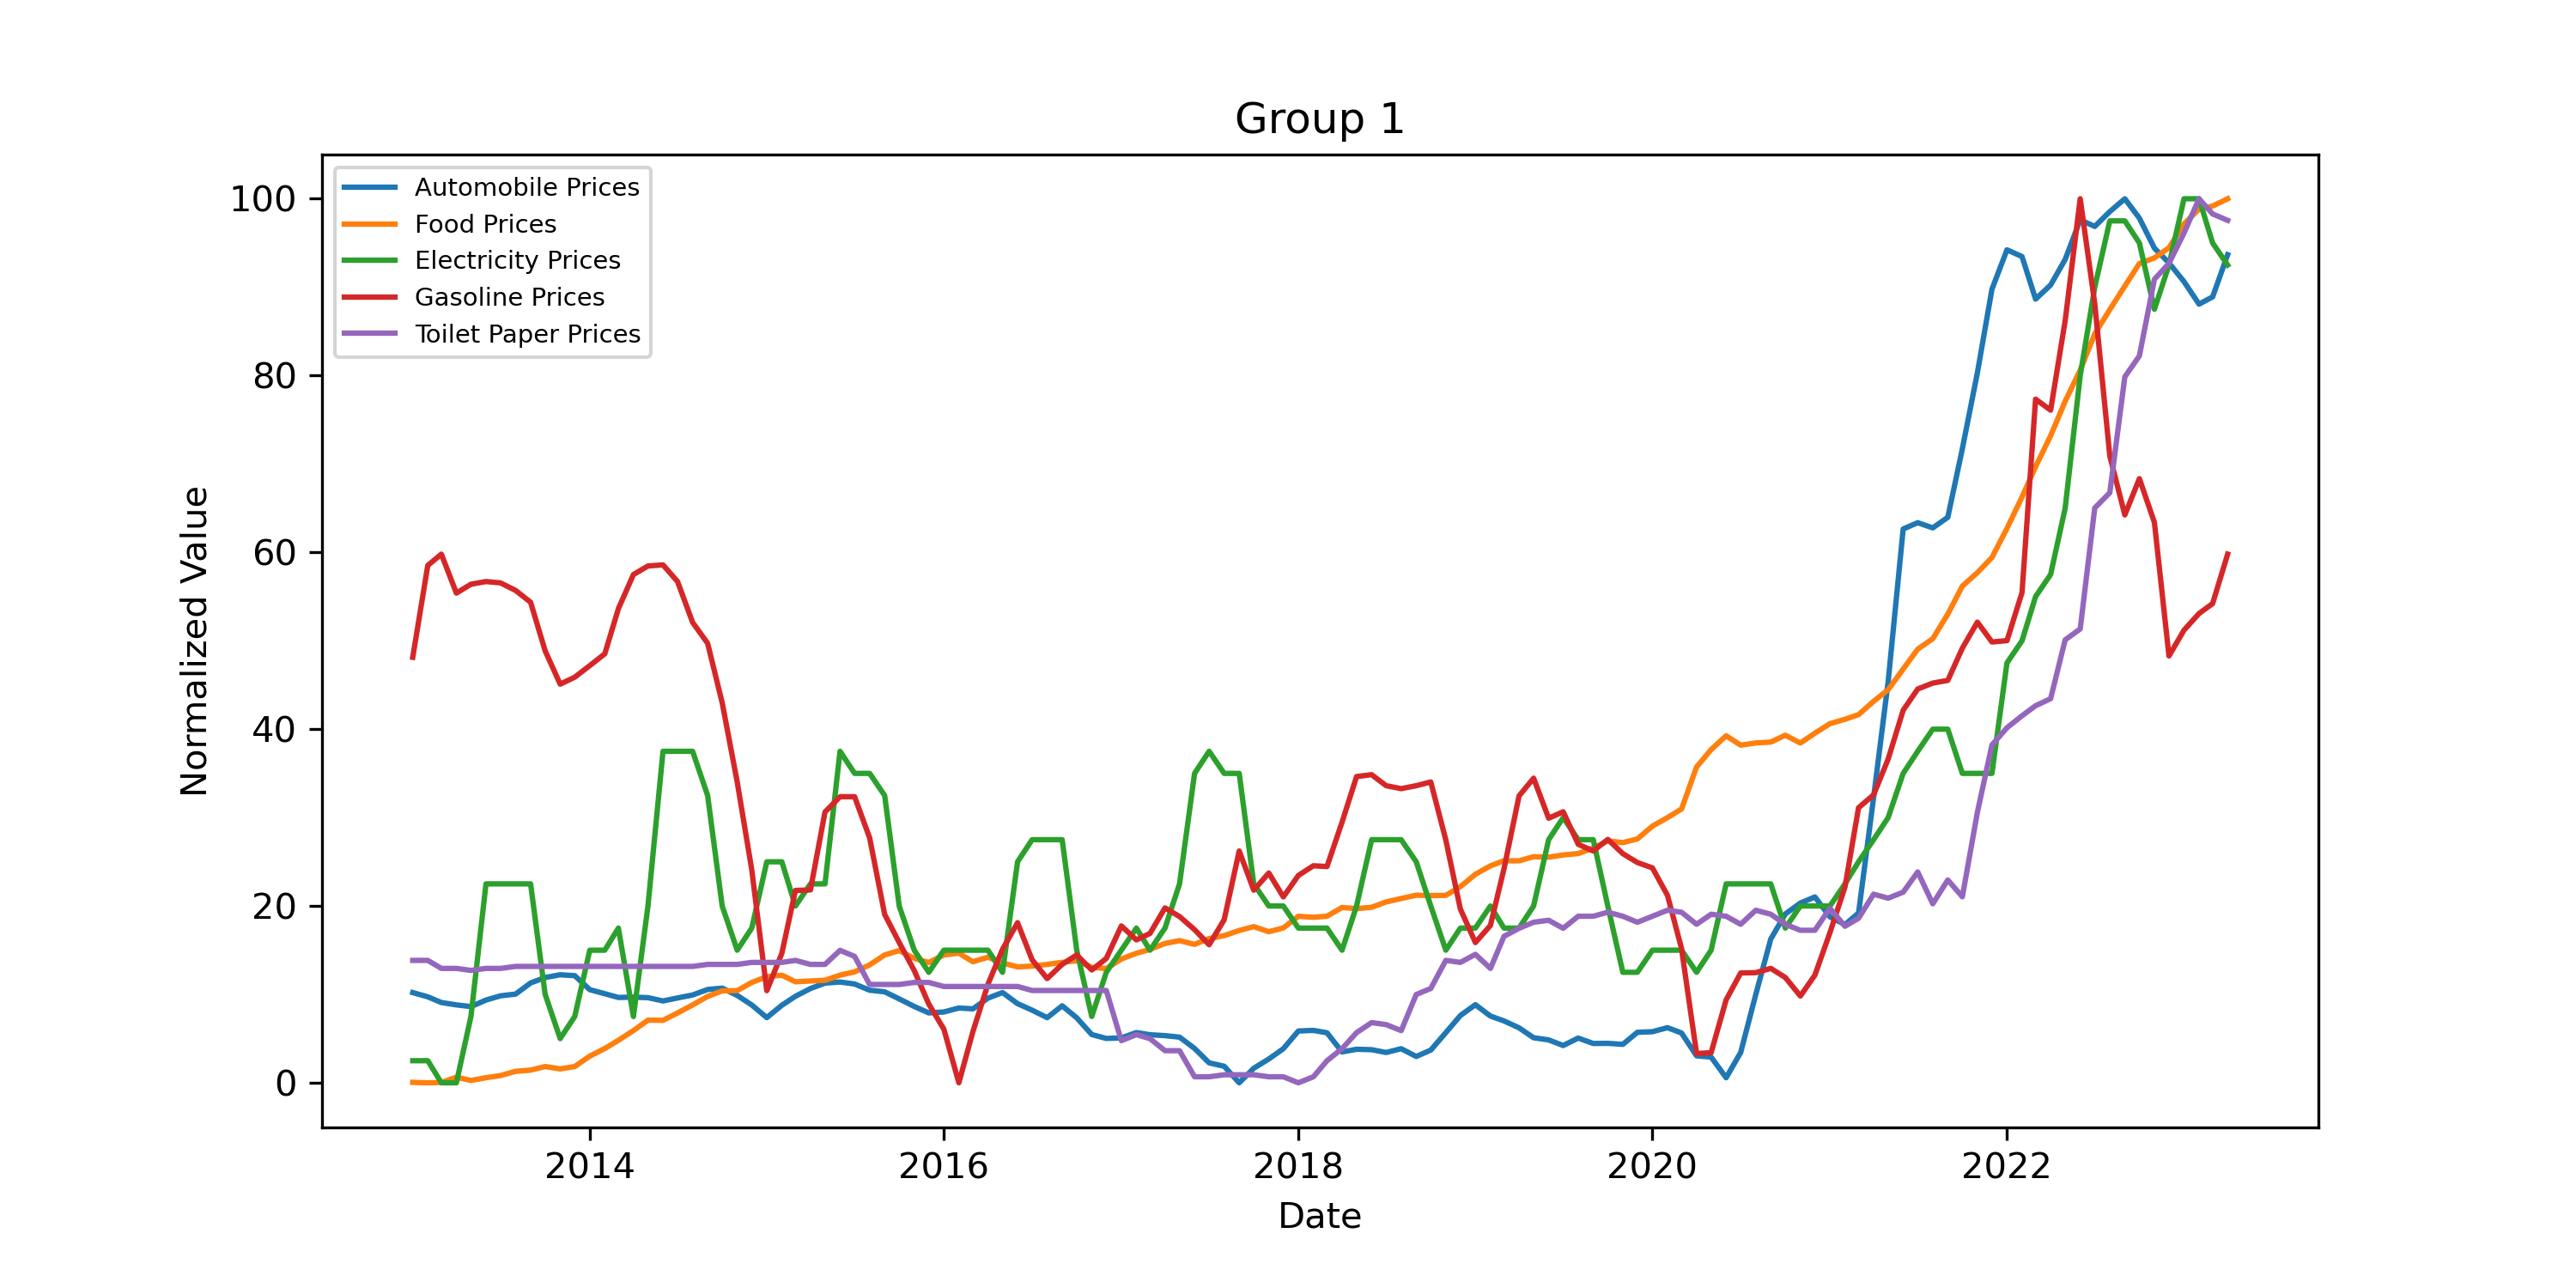 Group 1
Automobile Prices
Food Prices
Electricity Prices
Gasoline Prices
Toilet Paper Prices
100
80
60
40
20
0
Normalized Value
2014 2016 2018 2020 2022
Date